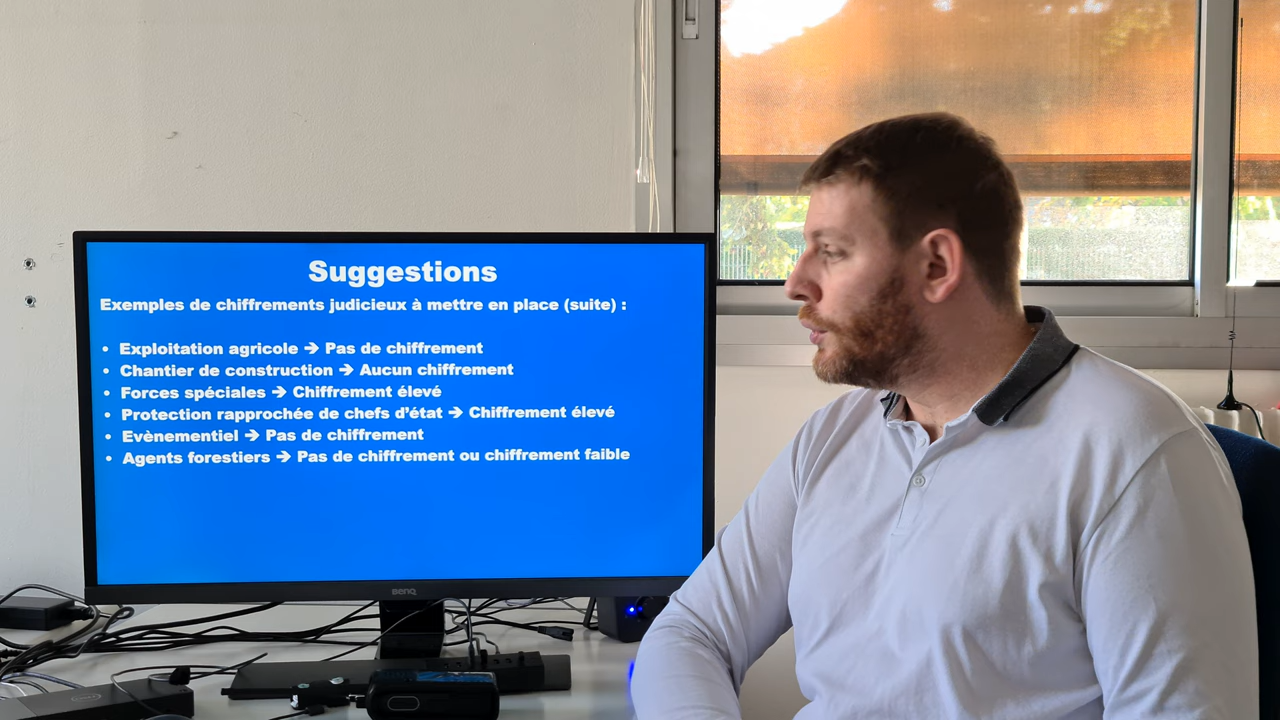 Suggestions
Exemples de chiffrements judicieux à mettre en place (suite) :
• Exploitation agricole → Pas de chiffrement
• Chantier de construction → Aucun chiffrement
• Forces spéciales → Chiffrement élevé
• Protection rapprochée de chefs d'état → Chiffrement élevé
• Evènementiel → Pas de chiffrement
• Agents forestiers → Pas de chiffrement ou chiffrement faible
BenQ